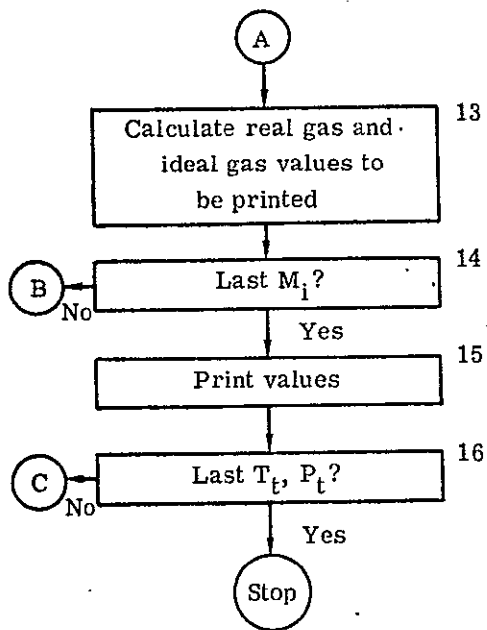 A
13
Calculate real gas and
ideal gas values to
be printed
14
B
Last M_i?
No
Yes
15
Print values
16
C
Last T_t, P_t?
No
Yes
Stop